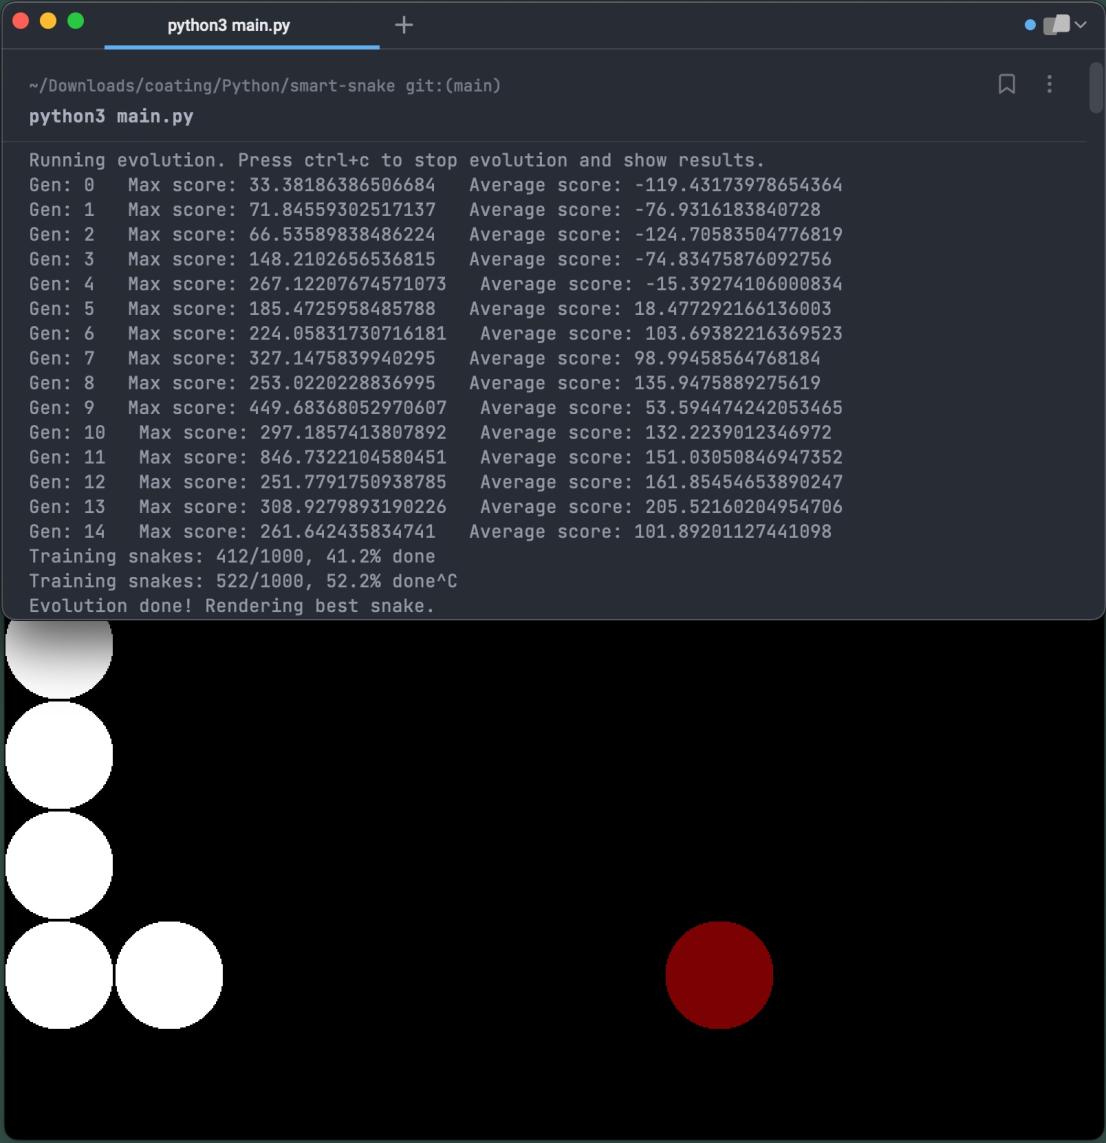 python3 main.py
~/Downloads/coating/Python/smart-snake git:(main)
python3 main.py
Running evolution. Press ctrl+c to stop evolution and show results.
Gen: 0   Max score: 33.38186386506684   Average score: -119.43173978654364
Gen: 1   Max score: 71.84559302517137   Average score: -76.9316183840728
Gen: 2   Max score: 66.53589838486224   Average score: -124.70583504776819
Gen: 3   Max score: 148.2102656536815   Average score: -74.83475876092756
Gen: 4   Max score: 267.12207674571073   Average score: -15.39274106000834
Gen: 5   Max score: 185.4725958485788   Average score: 18.477292166136003
Gen: 6   Max score: 224.05831730716181   Average score: 103.69382216369523
Gen: 7   Max score: 327.1475839940295   Average score: 98.99458564768184
Gen: 8   Max score: 253.0220228836995   Average score: 135.9475889275619
Gen: 9   Max score: 449.68368052970607   Average score: 53.594474242053465
Gen: 10   Max score: 297.1857413807892   Average score: 132.2239012346972
Gen: 11   Max score: 846.7322104580451   Average score: 151.03050846947352
Gen: 12   Max score: 251.7791750938785   Average score: 161.85454653890247
Gen: 13   Max score: 308.9279893190226   Average score: 205.52160204954706
Gen: 14   Max score: 261.642435834741   Average score: 101.89201127441098
Training snakes: 412/1000, 41.2% done
Training snakes: 522/1000, 52.2% done^C
Evolution done! Rendering best snake.